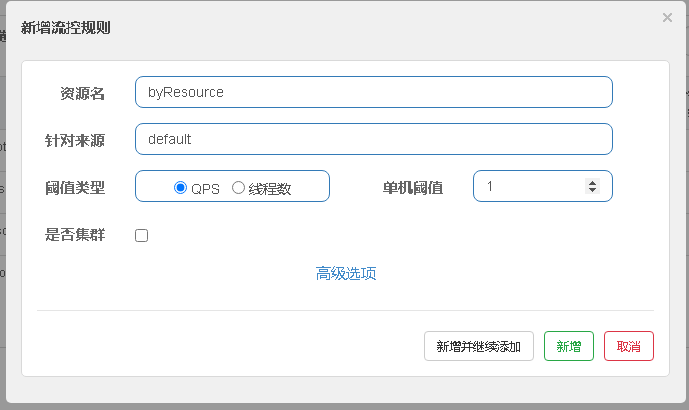 新增流控规则
×
资源名 byResource
针对来源 default
阈值类型 QPS 线程数 单机阈值 1
是否集群
高级选项
新增并继续添加 新增 取消